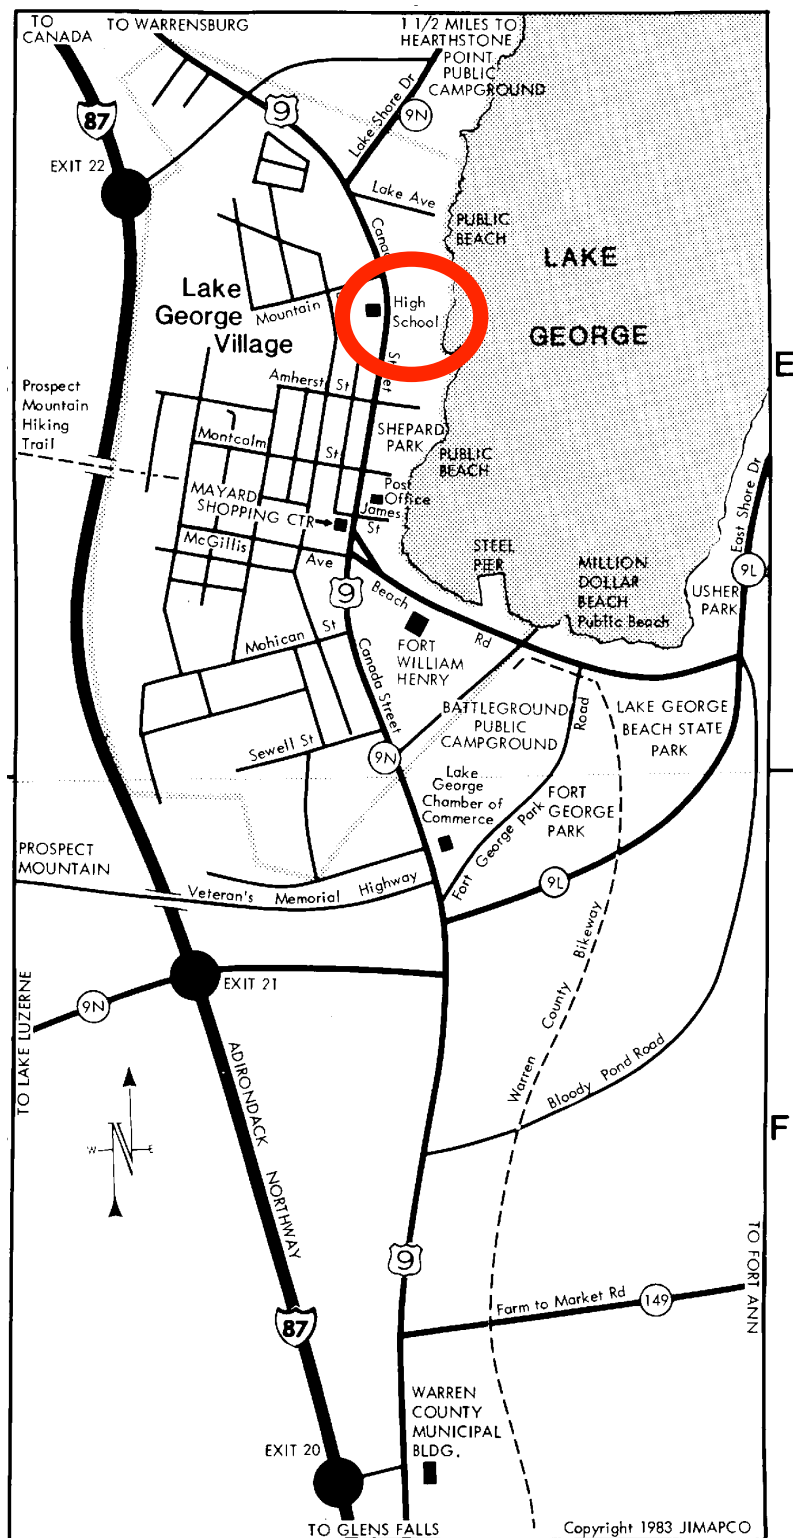 TO
CANADA
TO WARRENSBURG
1 1/2 MILES TO
HEARTHSTONE
POINT
PUBLIC
CAMPGROUND
87
9
Lake Shore Dr
9N
EXIT 22
Lake Ave
PUBLIC
BEACH
LAKE
GEORGE
Lake
George
Village
Mountain
High
School
Street
E
Prospect
Mountain
Hiking
Trail
Amherst St
Montcalm St
SHEPARD
PARK
PUBLIC
BEACH
Post
Office
MAYARD
SHOPPING CTR
James
St
McGillis Ave
STEEL
PIER
MILLION
DOLLAR
BEACH
Public Beach
East Shore Dr
9L
USHER
PARK
9
Beach Rd
FORT
WILLIAM
HENRY
Mohican St
Canada Street
BATTLEGROUND
PUBLIC
CAMPGROUND
LAKE GEORGE
BEACH STATE
PARK
Sewell St
9N
Lake
George
Chamber of
Commerce
Fort George Park Road
FORT
GEORGE
PARK
PROSPECT
MOUNTAIN
Veteran's Memorial Highway
9L
EXIT 21
9N
TO LAKE LUZERNE
Warren County Bikeway
Bloody Pond Road
ADIRONDACK NORTHWAY
W
N
E
F
9
87
Farm to Market Rd
149
TO FORT ANN
WARREN
COUNTY
MUNICIPAL
BLDG.
EXIT 20
TO GLENS FALLS
Copyright 1983 JIMAPCO